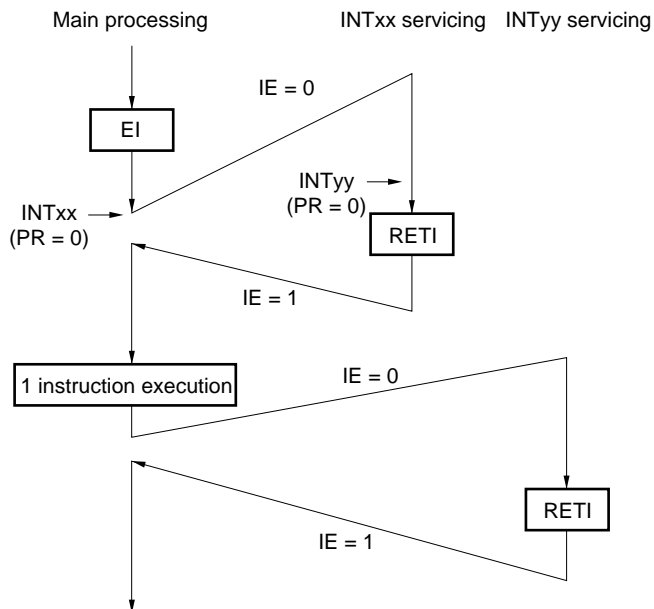 Main processing
INTxx servicing
INTyy servicing
IE = 0
EI
INTyy
(PR = 0)
INTxx
(PR = 0)
RETI
IE = 1
1 instruction execution
IE = 0
RETI
IE = 1